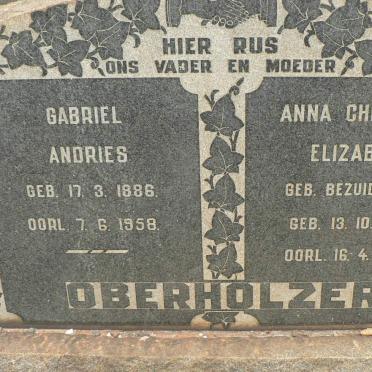 HIER RUS
ONS VADER EN MOEDER
GABRIEL
ANDRIES
GEB. 17. 3. 1886.
OORL. 7. 6. 1958.
ANNA
ELIZAB
GEB.
GEB. 13. 10.
OORL. 16. 4.
OBERHOLZER